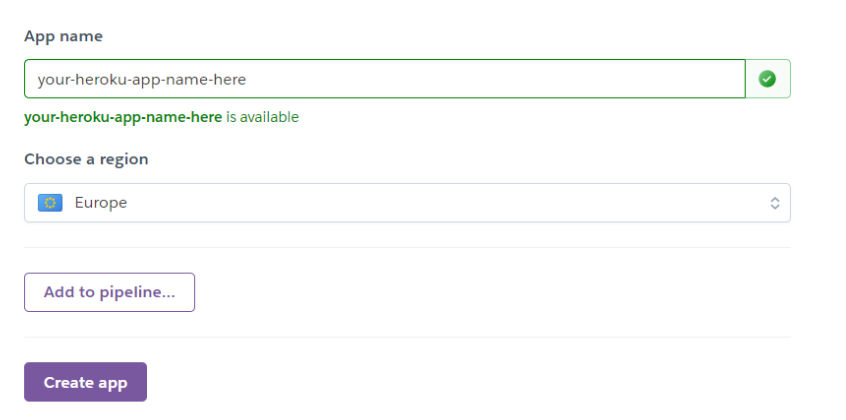 App name
your-heroku-app-name-here
your-heroku-app-name-here is available
Choose a region
Europe
Add to pipeline...
Create app